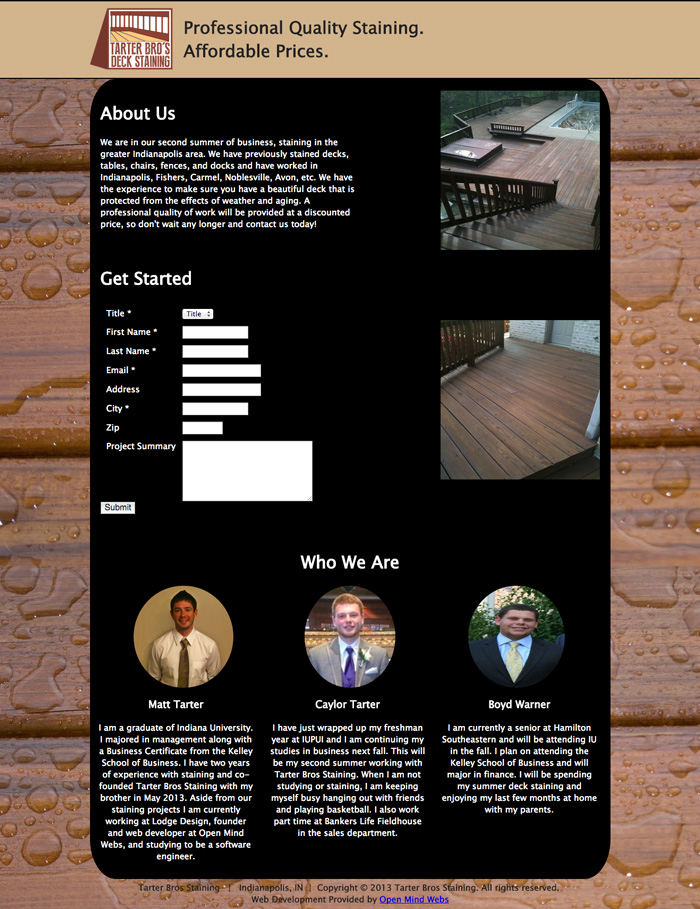 TARTER BRO'S
DECK STAINING
Professional Quality Staining.
Affordable Prices.
About Us
We are in our second summer of business, staining in the
greater Indianapolis area. We have previously stained decks,
tables, chairs, fences, and docks and have worked in
Indianapolis, Fishers, Carmel, Noblesville, Avon, etc. We have
the experience to make sure you have a beautiful deck that is
protected from the effects of weather and aging. A
professional quality of work will be provided at a discounted
price, so don't wait any longer and contact us today!
Get Started
Title * Title
First Name *
Last Name *
Email *
Address
City *
Zip
Project Summary
Submit
Who We Are
Matt Tarter
I am a graduate of Indiana University.
I majored in management along with
a Business Certificate from the Kelley
School of Business. I have two years
of experience with staining and co-
founded Tarter Bros Staining with my
brother in May 2013. Aside from our
staining projects I am currently
working at Lodge Design, founder
and web developer at Open Mind
Webs, and studying to be a software
engineer.
Caylor Tarter
I have just wrapped up my freshman
year at IUPUI and I am continuing my
studies in business next fall. This will
be my second summer working with
Tarter Bros Staining. When I am not
studying or staining, I am keeping
myself busy hanging out with friends
and playing basketball. I also work
part time at Bankers Life Fieldhouse
in the sales department.
Boyd Warner
I am currently a senior at Hamilton
Southeastern and will be attending IU
in the fall. I plan on attending the
Kelley School of Business and will
major in finance. I will be spending
my summer deck staining and
enjoying my last few months at home
with my parents.
Tarter Bros Staining | Indianapolis, IN | Copyright © 2013 Tarter Bros Staining. All rights reserved.
Web Development Provided by Open Mind Webs